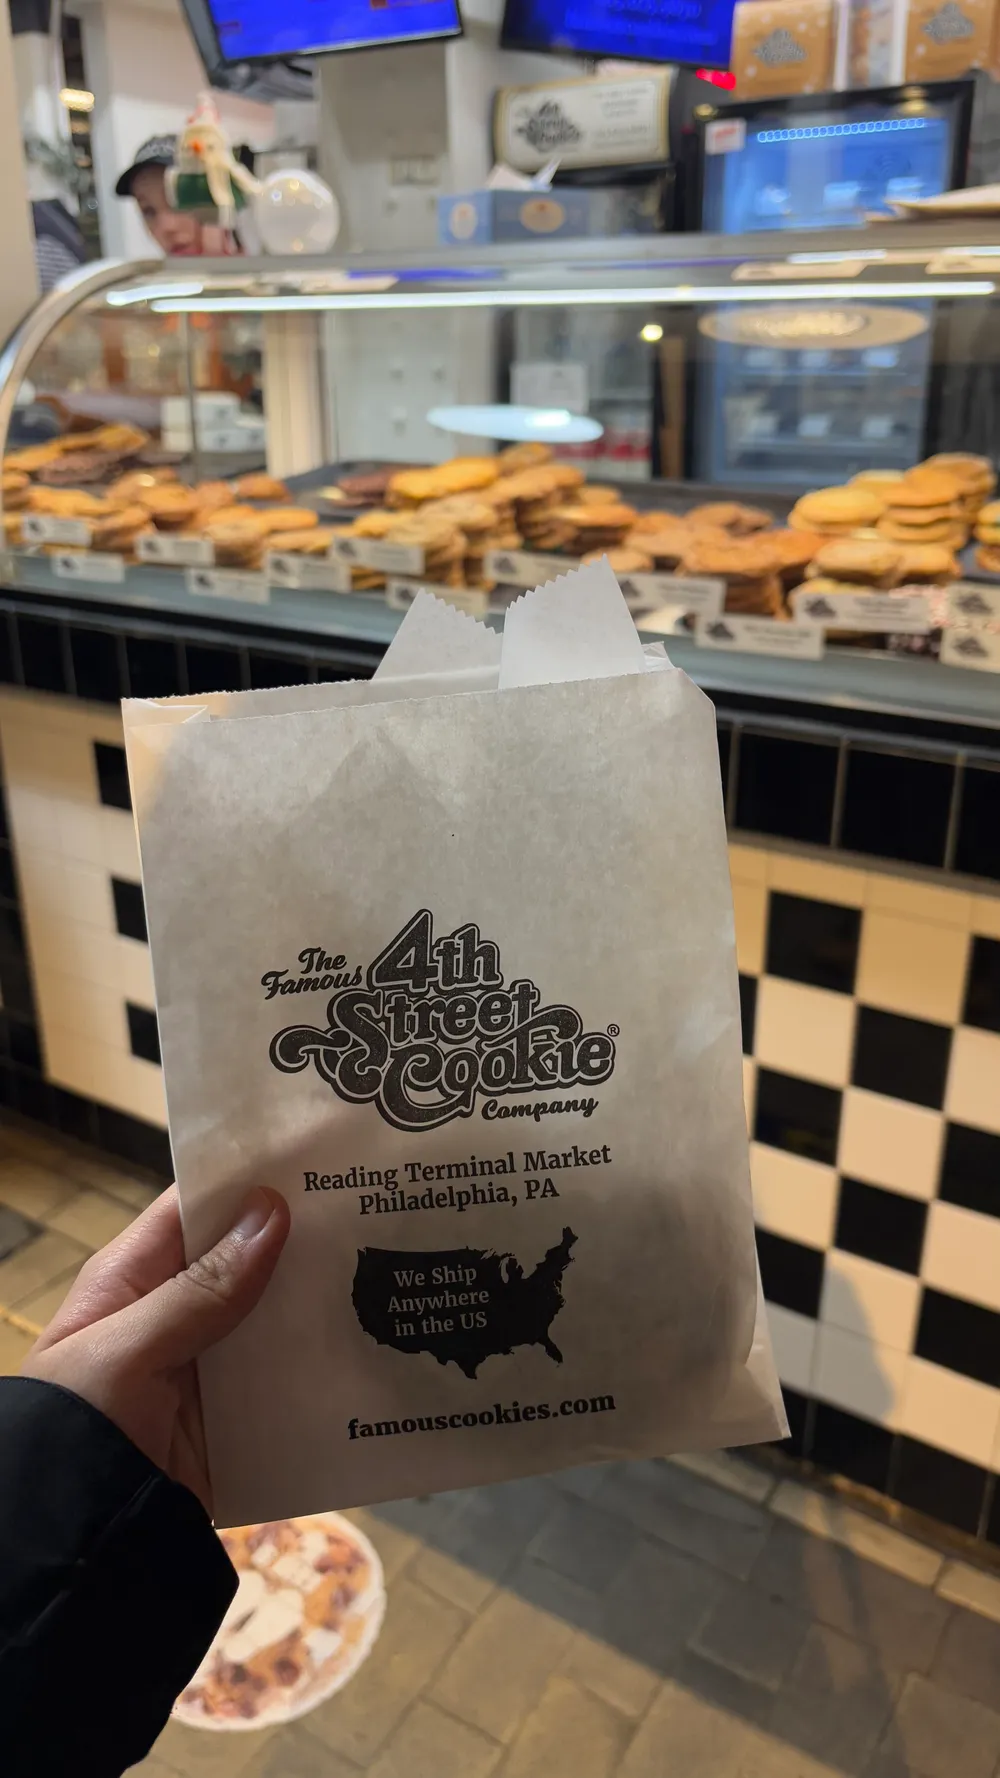 The
Famous
4th
Street
Cookie®
Company
Reading Terminal Market
Philadelphia, PA
We Ship
Anywhere
in the US
famouscookies.com